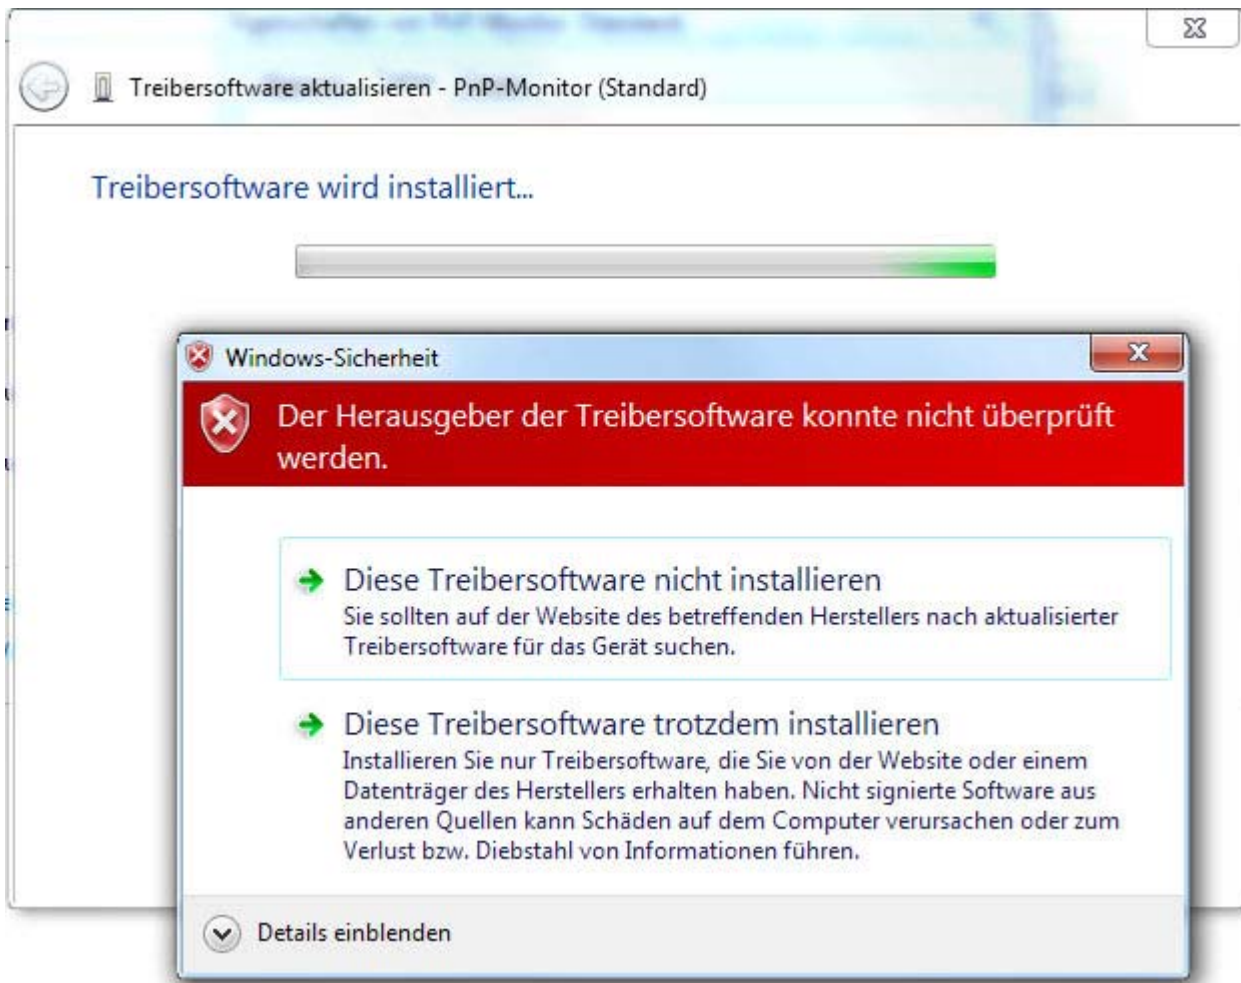 Treibersoftware aktualisieren - PnP-Monitor (Standard)
Treibersoftware wird installiert...
Windows-Sicherheit
Der Herausgeber der Treibersoftware konnte nicht überprüft
werden.
Diese Treibersoftware nicht installieren
Sie sollten auf der Website des betreffenden Herstellers nach aktualisierter
Treibersoftware für das Gerät suchen.
Diese Treibersoftware trotzdem installieren
Installieren Sie nur Treibersoftware, die Sie von der Website oder einem
Datenträger des Herstellers erhalten haben. Nicht signierte Software aus
anderen Quellen kann Schäden auf dem Computer verursachen oder zum
Verlust bzw. Diebstahl von Informationen führen.
Details einblenden